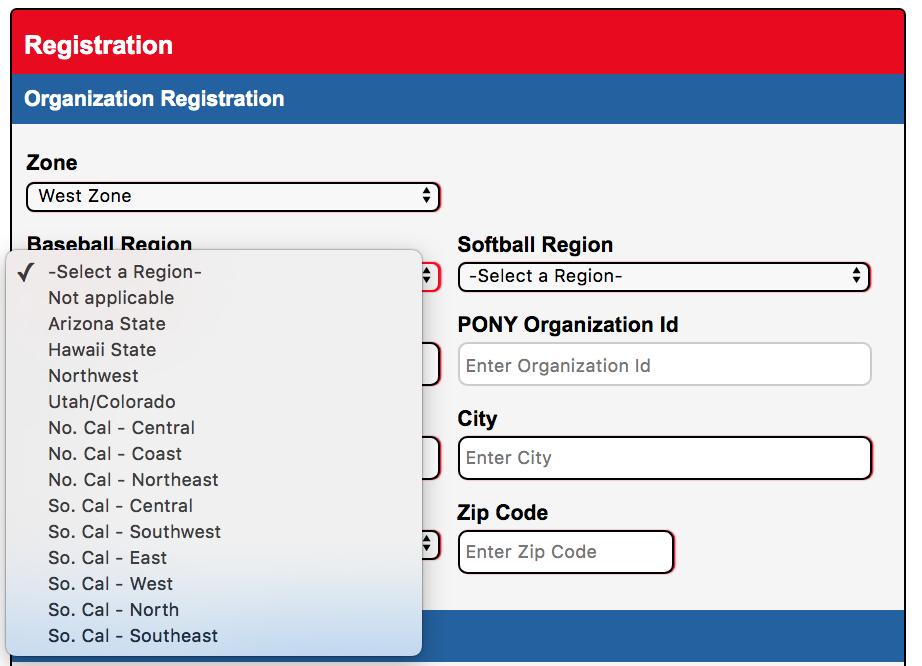 Registration
Organization Registration
Zone
West Zone
Baseball Region
Softball Region
-Select a Region-
-Select a Region-
Not applicable
Arizona State
Hawaii State
Northwest
Utah/Colorado
No. Cal - Central
No. Cal - Coast
No. Cal - Northeast
So. Cal - Central
So. Cal - Southwest
So. Cal - East
So. Cal - West
So. Cal - North
So. Cal - Southeast
PONY Organization Id
Enter Organization Id
City
Enter City
Zip Code
Enter Zip Code